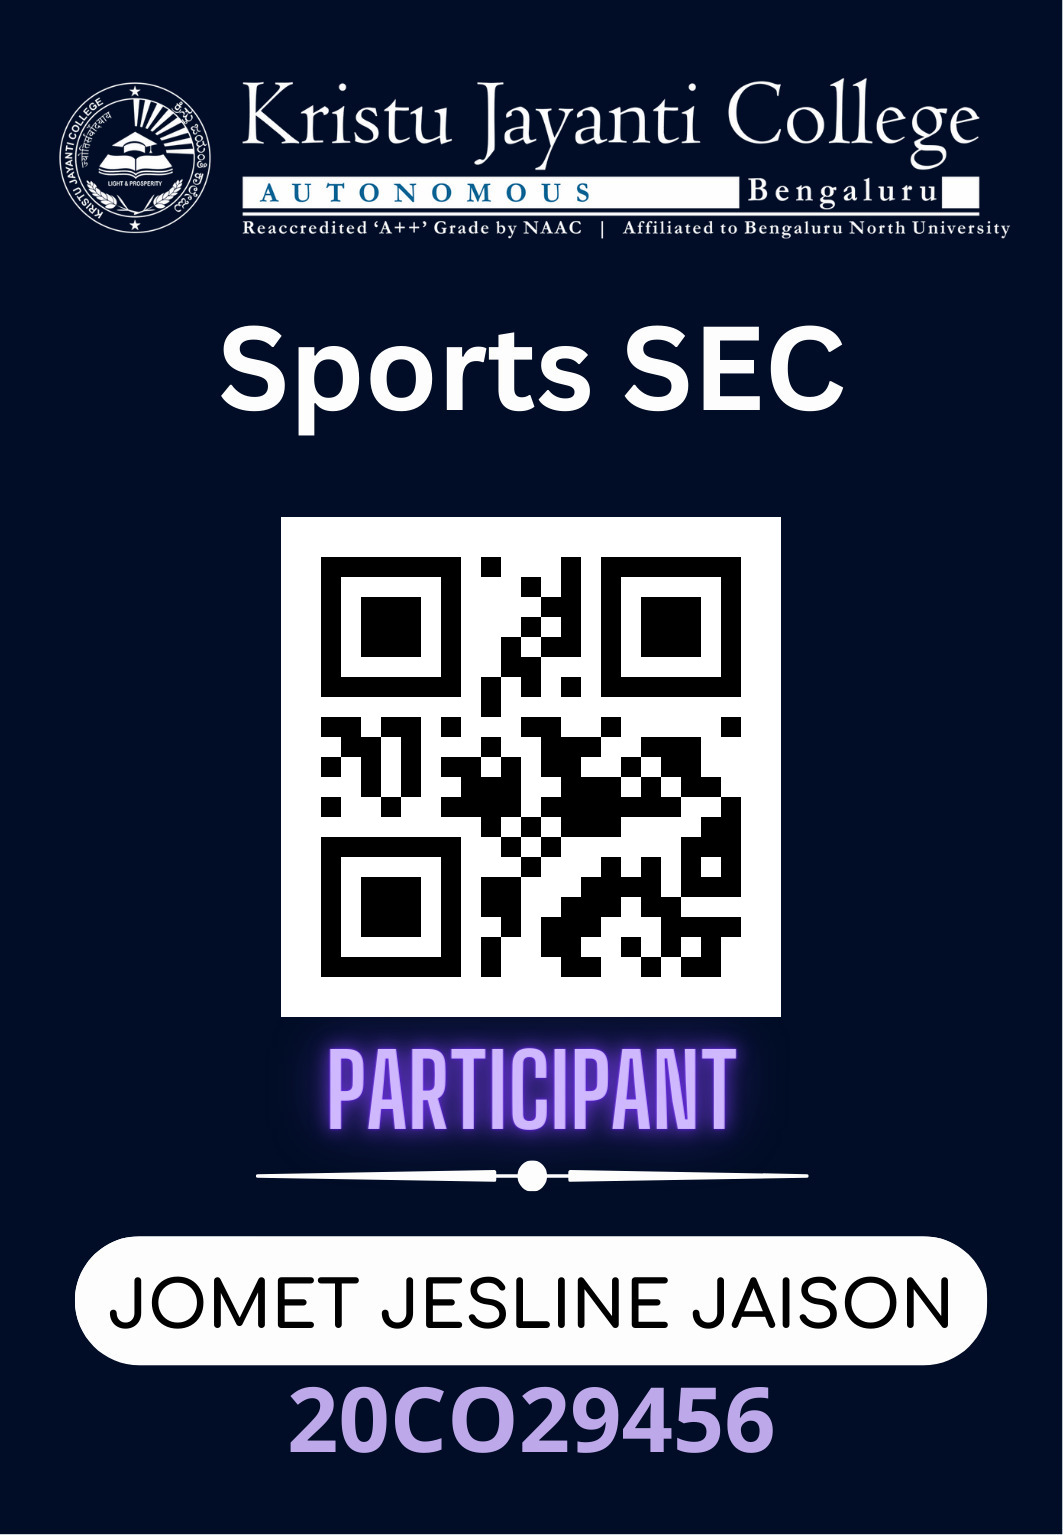 Kristu Jayanti College
AUTONOMOUS Bengaluru
Reaccredited ‘A++’ Grade by NAAC | Affiliated to Bengaluru North University
KRISTU JAYANTI COLLEGE
LIGHT & PROSPERITY
Sports SEC
PARTICIPANT
JOMET JESLINE JAISON
20CO29456